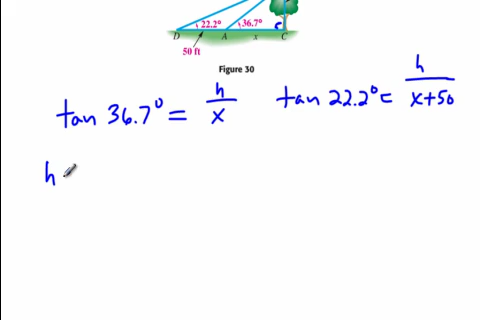 22.2° 36.7° c
D A x C
50 ft
Figure 30
tan 36.7° = h/x tan 22.2° = h/x+50
h